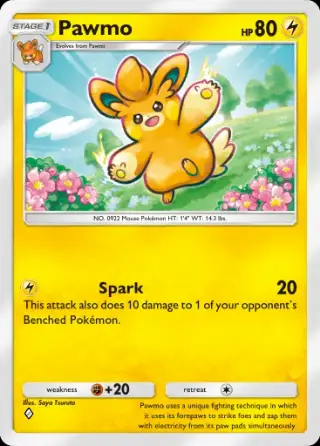 STAGE 1 Pawmo HP 80
Evolves from Pawmi
NO. 0922 Mouse Pokémon HT: 1'4" WT: 14.3 lbs.
Spark 20
This attack also does 10 damage to 1 of your opponent's
Benched Pokémon.
weakness +20 retreat
Illus. Saya Tsuruta
Pawmo uses a unique fighting technique in which
it uses its forepaws to strike foes and zap them
with electricity from its paw pads simultaneously